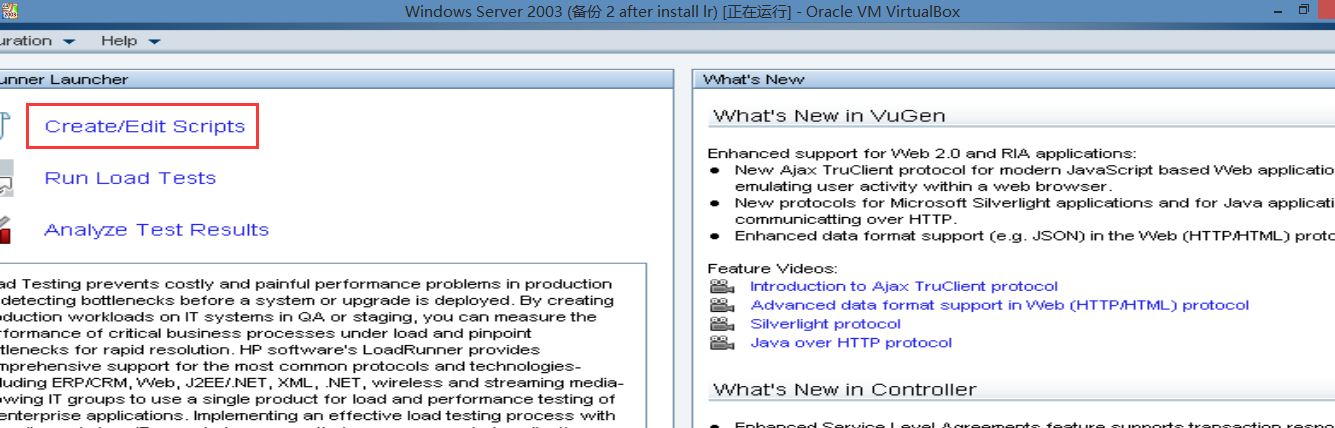 Windows Server 2003 (备份 2 after install lr) [正在运行] - Oracle VM VirtualBox
uration Help
unner Launcher
Create/Edit Scripts
Run Load Tests
Analyze Test Results
ad Testing prevents costly and painful performance problems in production
detecting bottlenecks before a system or upgrade is deployed. By creating
duction workloads on IT systems in QA or staging, you can measure the
rformance of critical business processes under load and pinpoint
tlenecks for rapid resolution. HP software's LoadRunner provides
mprehensive support for the most common protocols and technologies-
luding ERP/CRM, Web, J2EE/.NET, XML, .NET, wireless and streaming media-
owing IT groups to use a single product for load and performance testing of
enterprise applications. Implementing an effective load testing process with
What's New
What's New in VuGen
Enhanced support for Web 2.0 and RIA applications:
● New Ajax TruClient protocol for modern JavaScript based Web applicatio
emulating user activity within a web browser.
● New protocols for Microsoft Silverlight applications and for Java applicati
communicatting over HTTP.
● Enhanced data format support (e.g. JSON) in the Web (HTTP/HTML) proto
Feature Videos:
Introduction to Ajax TruClient protocol
Advanced data format support in Web (HTTP/HTML) protocol
Silverlight protocol
Java over HTTP protocol
What's New in Controller
● Enhanced Service Level Agreements feature supports transaction respo